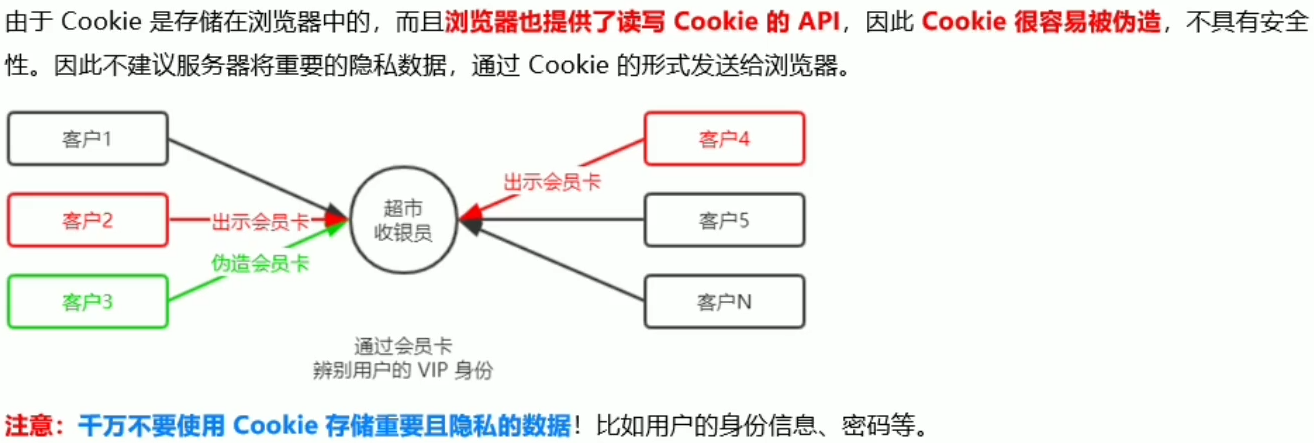 由于 Cookie 是存储在浏览器中的，而且浏览器也提供了读写 Cookie 的 API，因此 Cookie 很容易被伪造，不具有安全
性。因此不建议服务器将重要的隐私数据，通过 Cookie 的形式发送给浏览器。
客户1
客户4
出示会员卡
客户2
出示会员卡
超市
收银员
客户5
伪造会员卡
客户3
客户N
通过会员卡
辨别用户的 VIP 身份
注意：千万不要使用 Cookie 存储重要且隐私的数据！比如用户的身份信息、密码等。